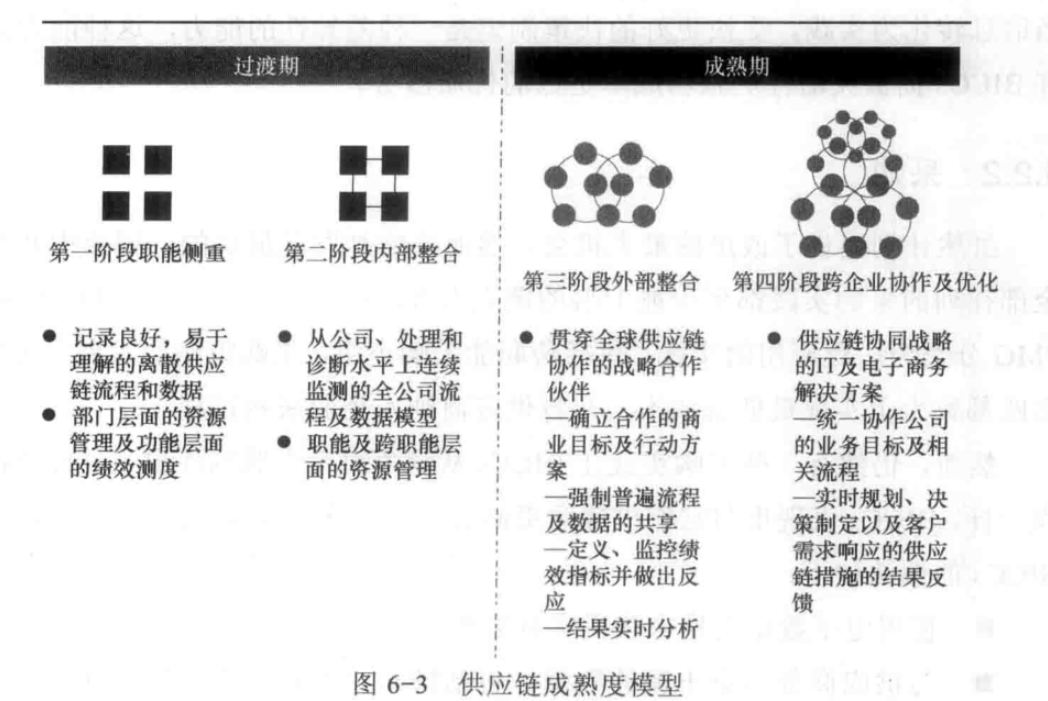 过渡期
成熟期
第一阶段职能侧重
第二阶段内部整合
第三阶段外部整合
第四阶段跨企业协作及优化
● 记录良好，易于
理解的离散供应
链流程和数据
● 部门层面的资源
管理及功能层面
的绩效测度
● 从公司、处理和
诊断水平上连续
监测的全公司流
程及数据模型
● 职能及跨职能层
面的资源管理
● 贯穿全球供应链
协作的战略合作
伙伴
—确立合作的商
业目标及行动方
案
—强制普遍流程
及数据的共享
—定义、监控绩
效指标并做出反
应
—结果实时分析
● 供应链协同战略
的IT及电子商务
解决方案
—统一协作公司
的业务目标及相
关流程
—实时规划、决
策制定以及客户
需求响应的供应
链措施的结果反
馈
图 6-3 供应链成熟度模型